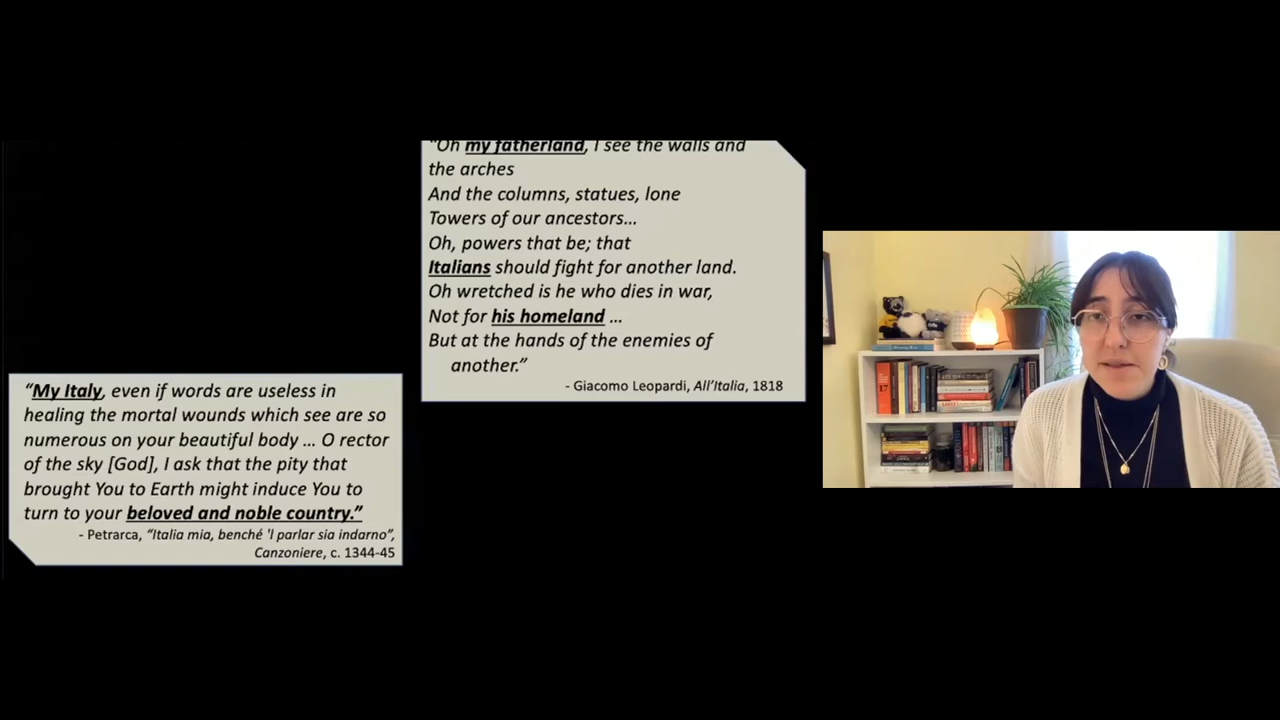 “Oh my fatherland, I see the walls and
the arches
And the columns, statues, lone
Towers of our ancestors…
Oh, powers that be; that
Italians should fight for another land.
Oh wretched is he who dies in war,
Not for his homeland …
But at the hands of the enemies of
another.”
- Giacomo Leopardi, All’Italia, 1818
“My Italy, even if words are useless in
healing the mortal wounds which see are so
numerous on your beautiful body … O rector
of the sky [God], I ask that the pity that
brought You to Earth might induce You to
turn to your beloved and noble country.”
- Petrarca, “Italia mia, benché 'l parlar sia indarno”,
Canzoniere, c. 1344-45
17